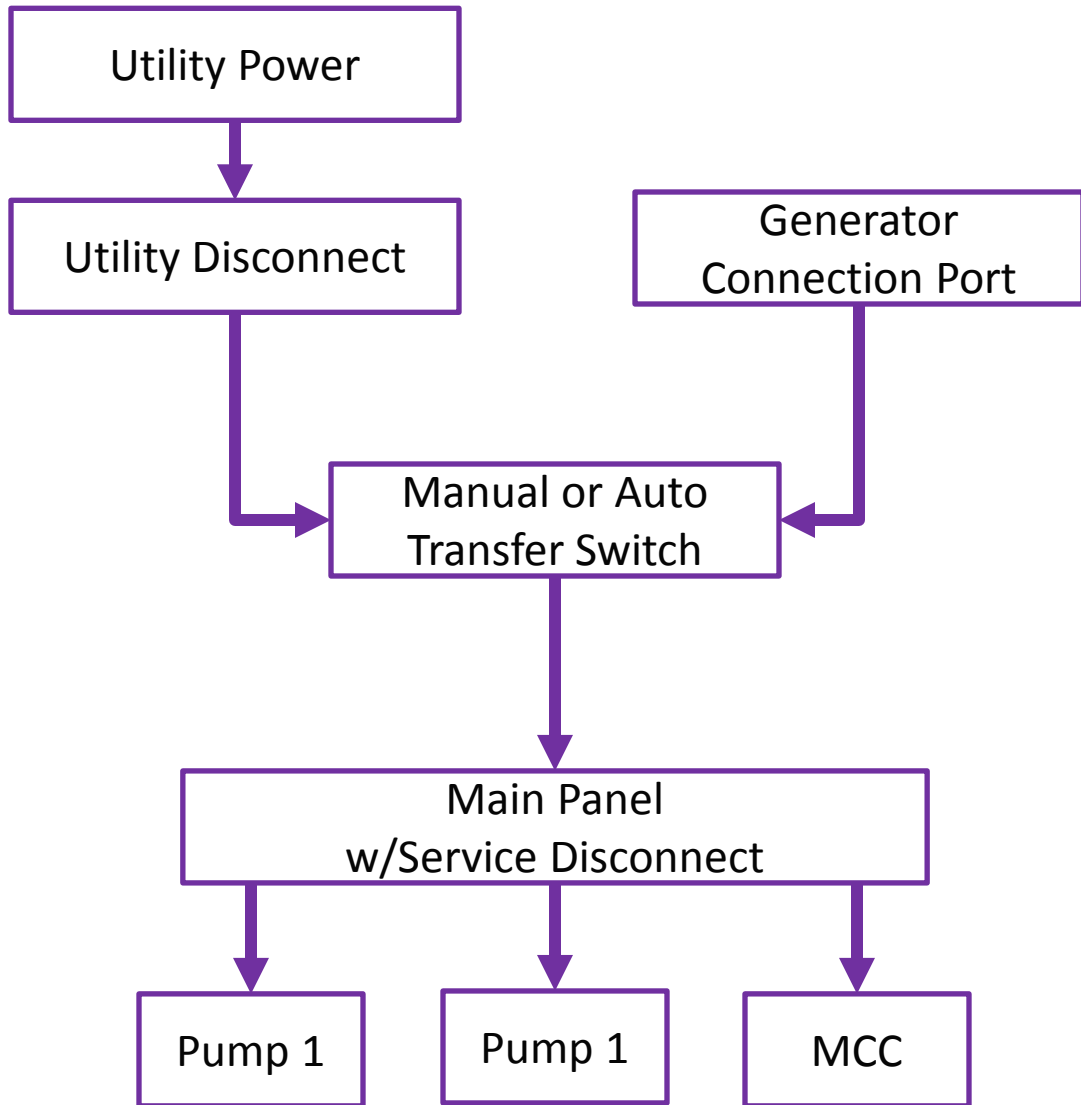 Utility Power
Utility Disconnect
Generator
Connection Port
Manual or Auto
Transfer Switch
Main Panel
w/Service Disconnect
Pump 1
Pump 1
MCC